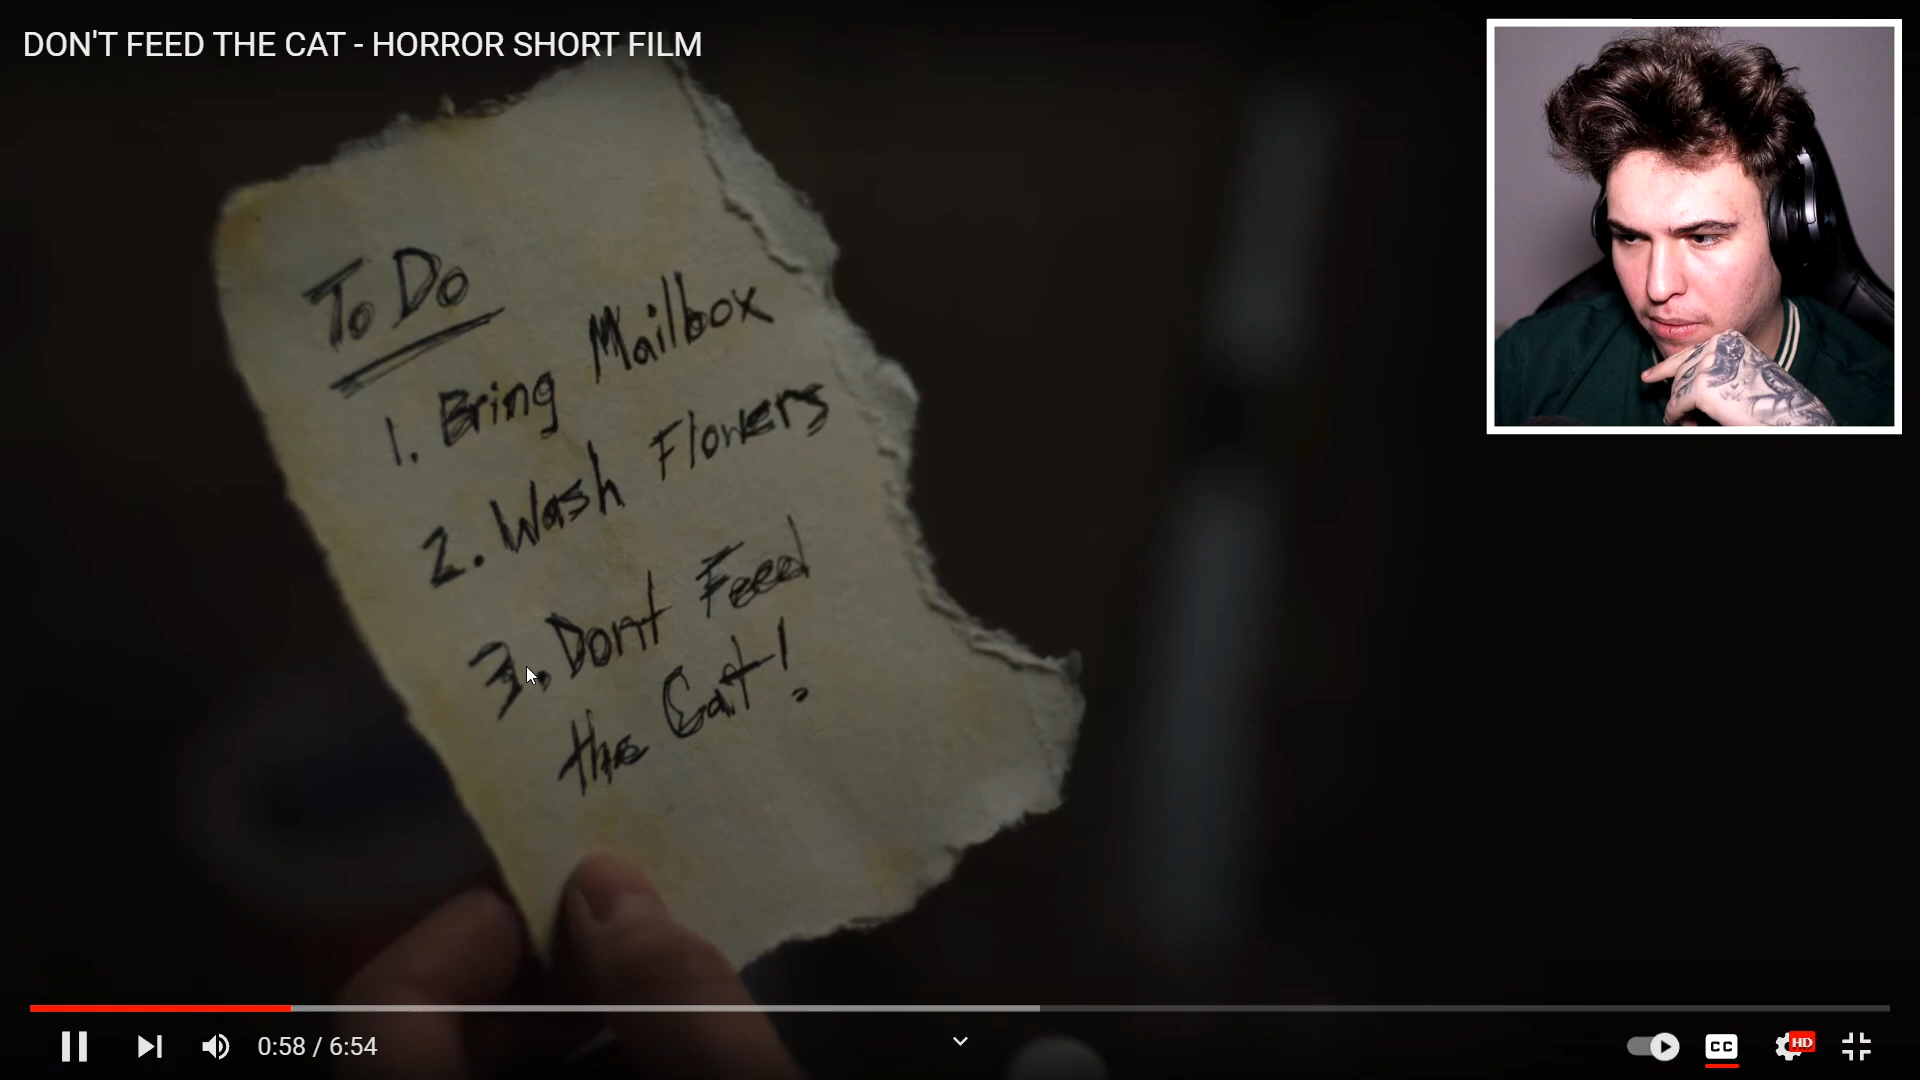 DON'T FEED THE CAT - HORROR SHORT FILM
To Do
1. Bring Mailbox
2. Wash Flowers
3. Dont Feed
the Cat!
0:58 / 6:54
CC
HD